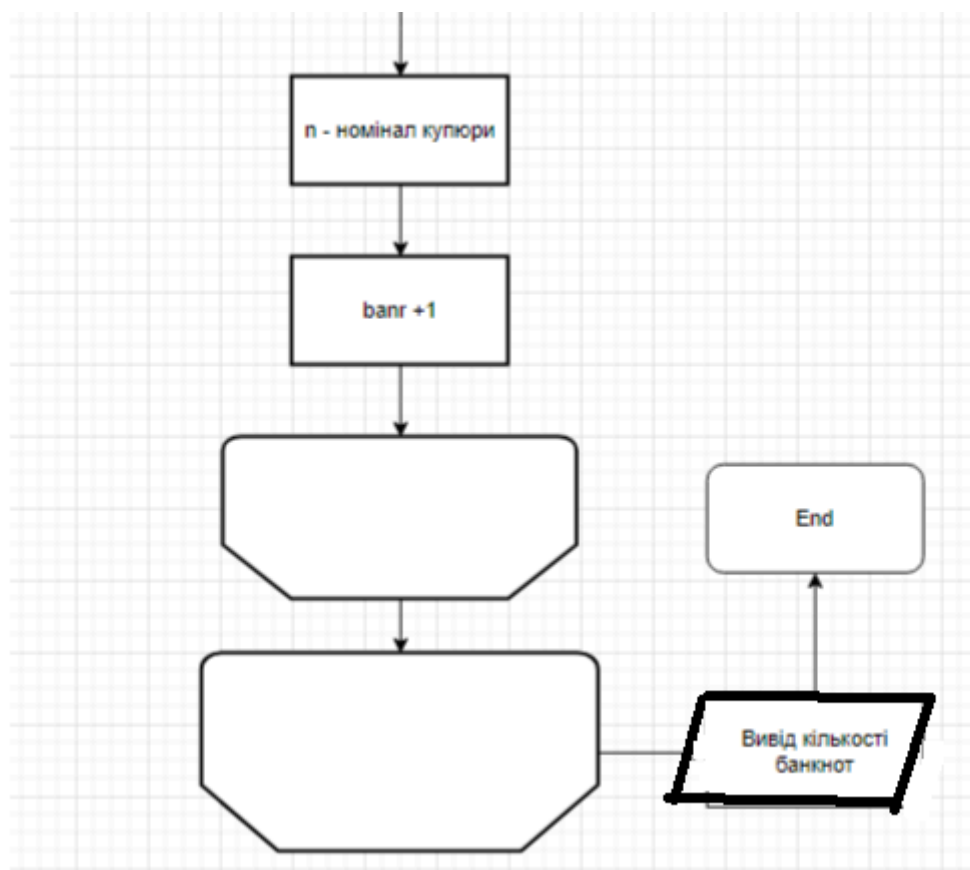 n - номінал купюри
banr +1
End
Вивід кількості
банкнот